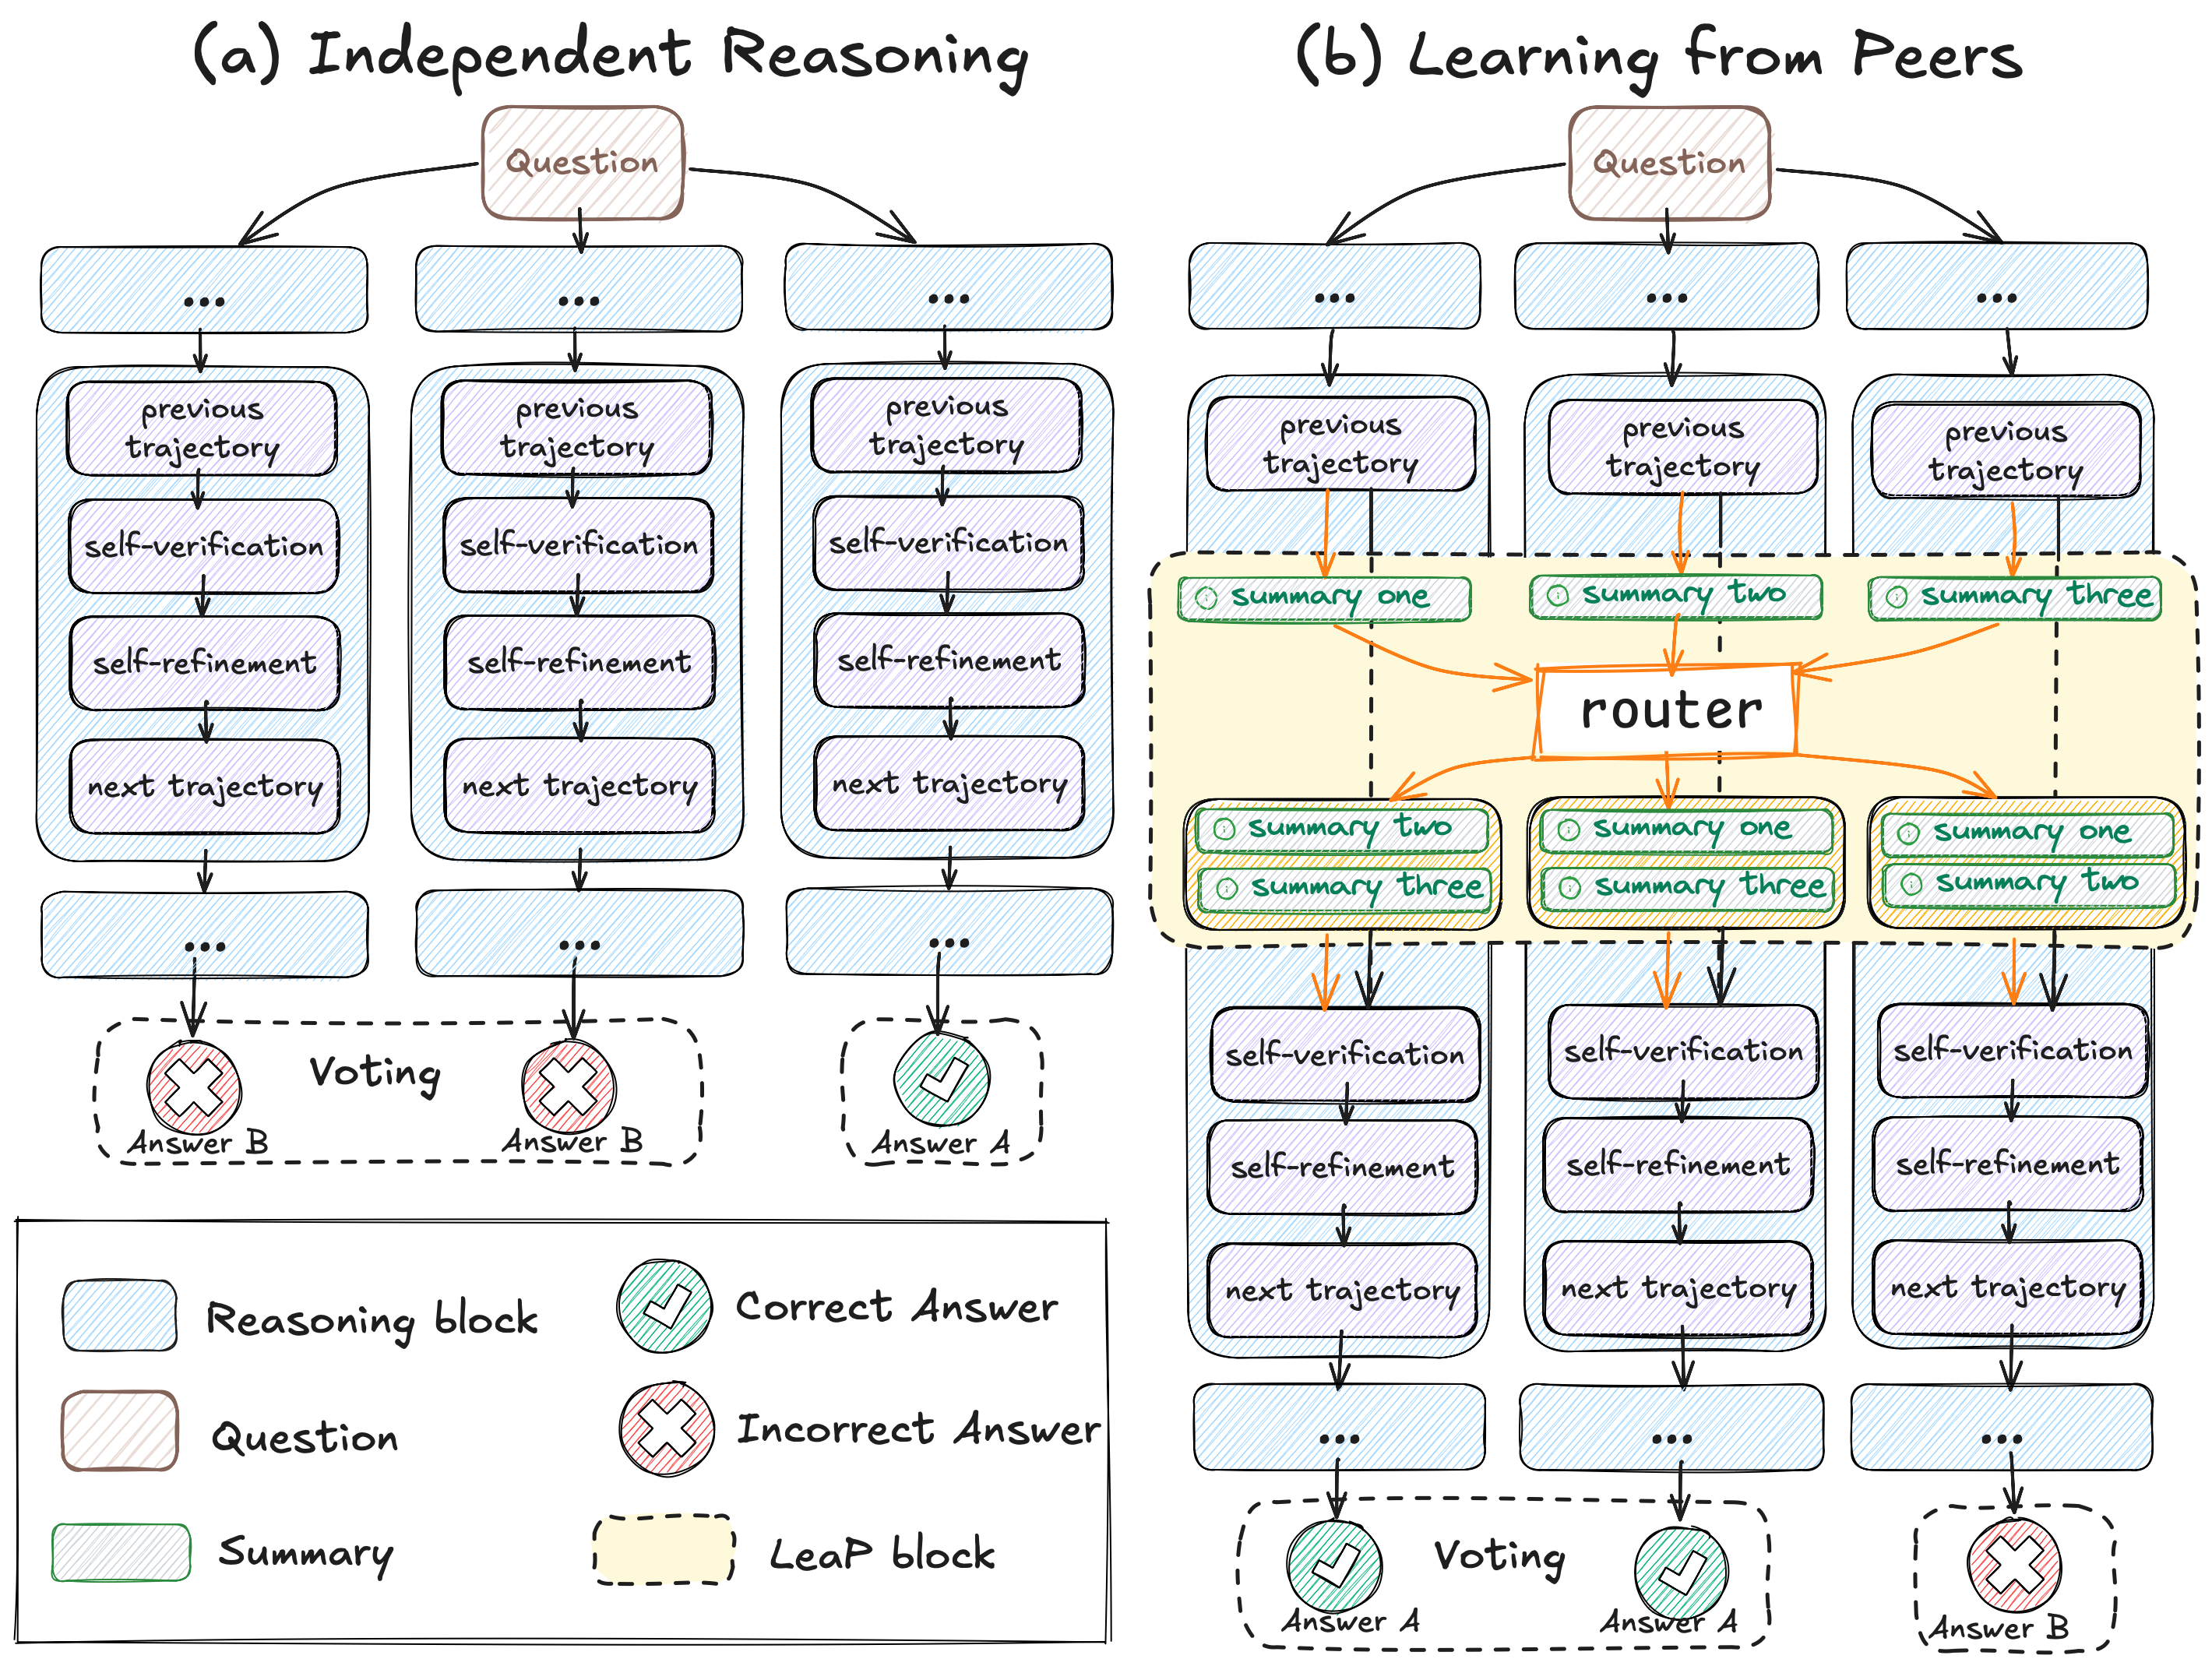 (a) Independent Reasoning
Question
...
...
...
previous
trajectory
self-verification
self-refinement
next trajectory
previous
trajectory
self-verification
self-refinement
next trajectory
previous
trajectory
self-verification
self-refinement
next trajectory
...
...
...
Voting
Answer B
Answer B
Answer A
Reasoning block
Question
Summary
Correct Answer
Incorrect Answer
LeaP block
(b) Learning from Peers
Question
...
...
...
previous
trajectory
previous
trajectory
previous
trajectory
summary one
summary two
summary three
router
summary two
summary three
summary one
summary three
summary one
summary two
self-verification
self-refinement
next trajectory
self-verification
self-refinement
next trajectory
self-verification
self-refinement
next trajectory
...
...
...
Voting
Answer A
Answer A
Answer B